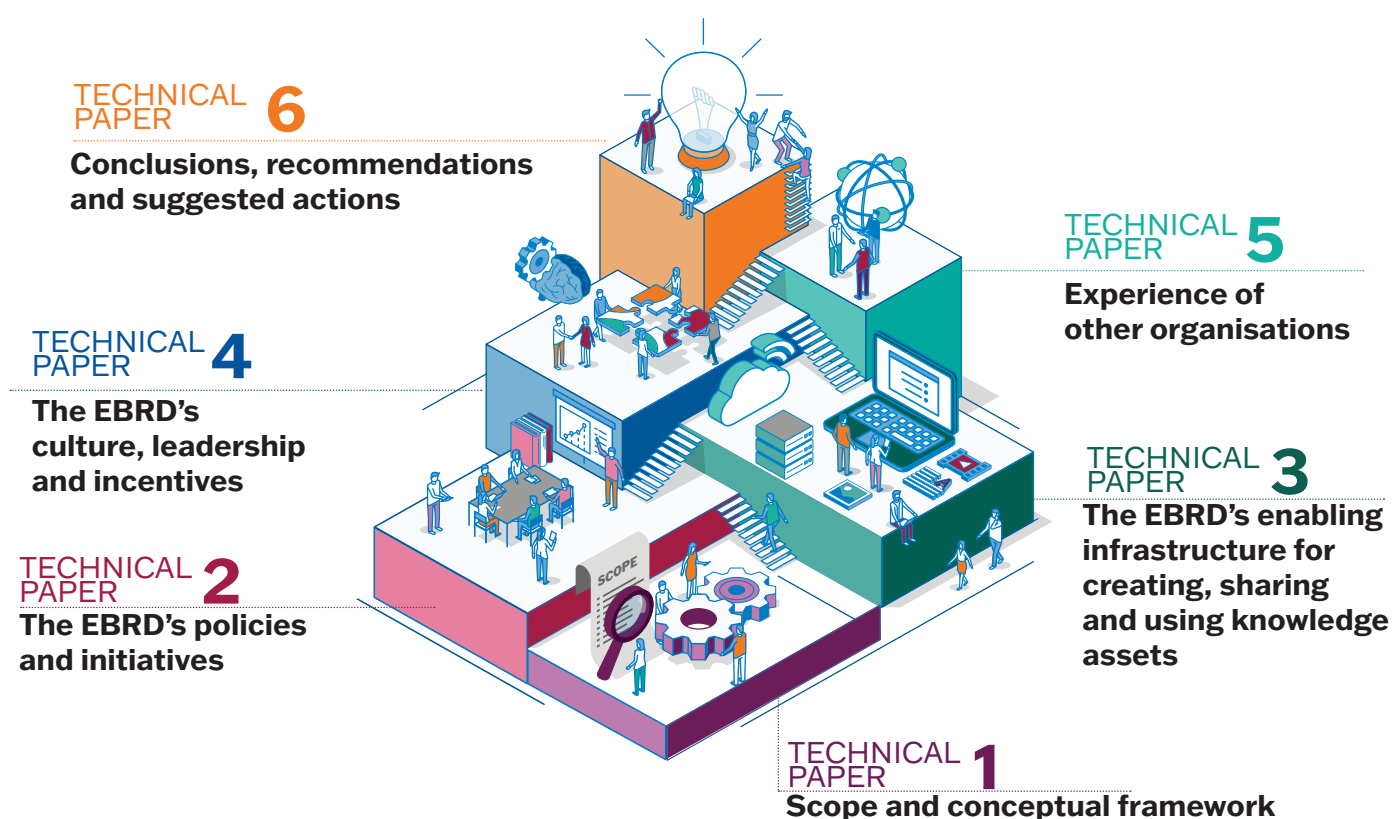 TECHNICAL
PAPER 6
Conclusions, recommendations
and suggested actions
TECHNICAL
PAPER 5
Experience of
other organisations
TECHNICAL
PAPER 4
The EBRD’s
culture, leadership
and incentives
TECHNICAL
PAPER 3
The EBRD’s enabling
infrastructure for
creating, sharing
and using knowledge
assets
TECHNICAL
PAPER 2
The EBRD’s policies
and initiatives
SCOPE
TECHNICAL
PAPER 1
Scope and conceptual framework